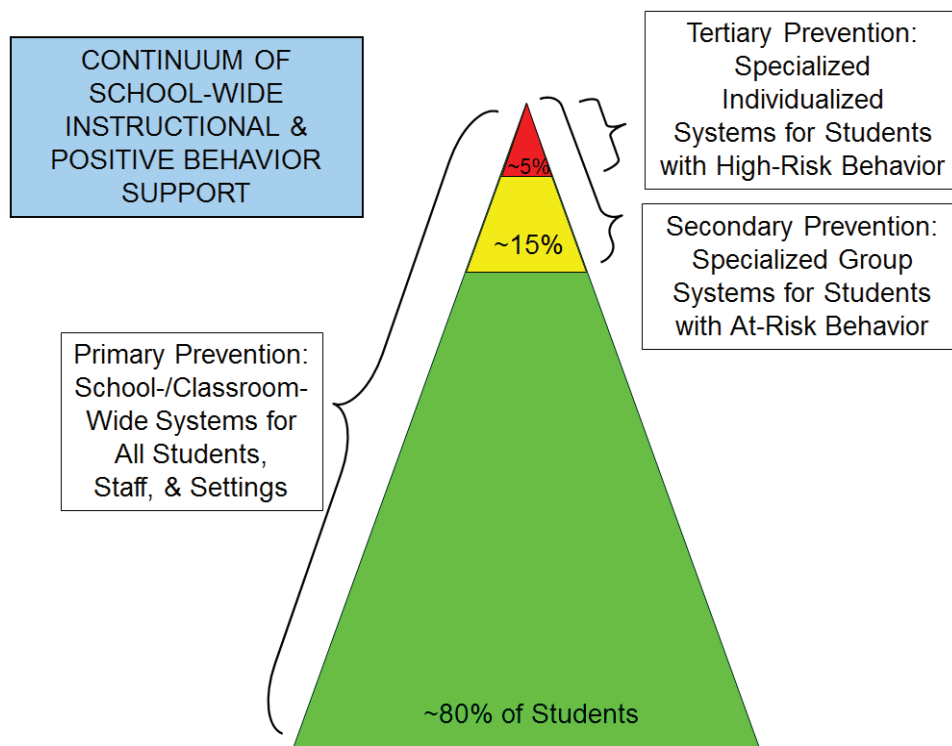 CONTINUUM OF
SCHOOL-WIDE
INSTRUCTIONAL &
POSITIVE BEHAVIOR
SUPPORT
Tertiary Prevention:
Specialized
Individualized
Systems for Students
with High-Risk Behavior
~5%
~15%
Secondary Prevention:
Specialized Group
Systems for Students
with At-Risk Behavior
Primary Prevention:
School-/Classroom-
Wide Systems for
All Students,
Staff, & Settings
~80% of Students